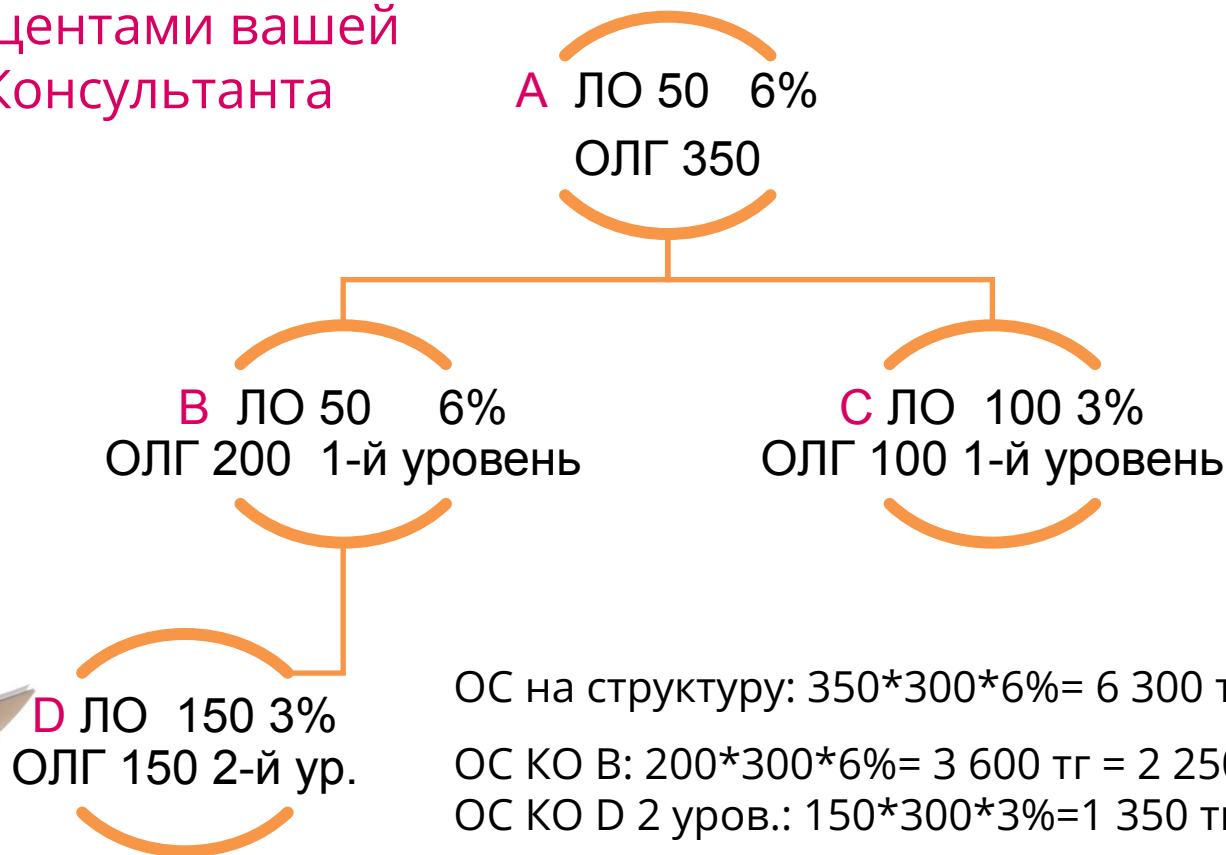 центами вашей
Консультанта
A ЛО 50 6%
ОЛГ 350
B ЛО 50 6%
ОЛГ 200 1-й уровень
C ЛО 100 3%
ОЛГ 100 1-й уровень
D ЛО 150 3%
ОЛГ 150 2-й ур.
ОС на структуру: 350*300*6%= 6 300 т
ОС КО В: 200*300*6%= 3 600 тг = 2 250
ОС КО D 2 уров.: 150*300*3%=1 350 тг